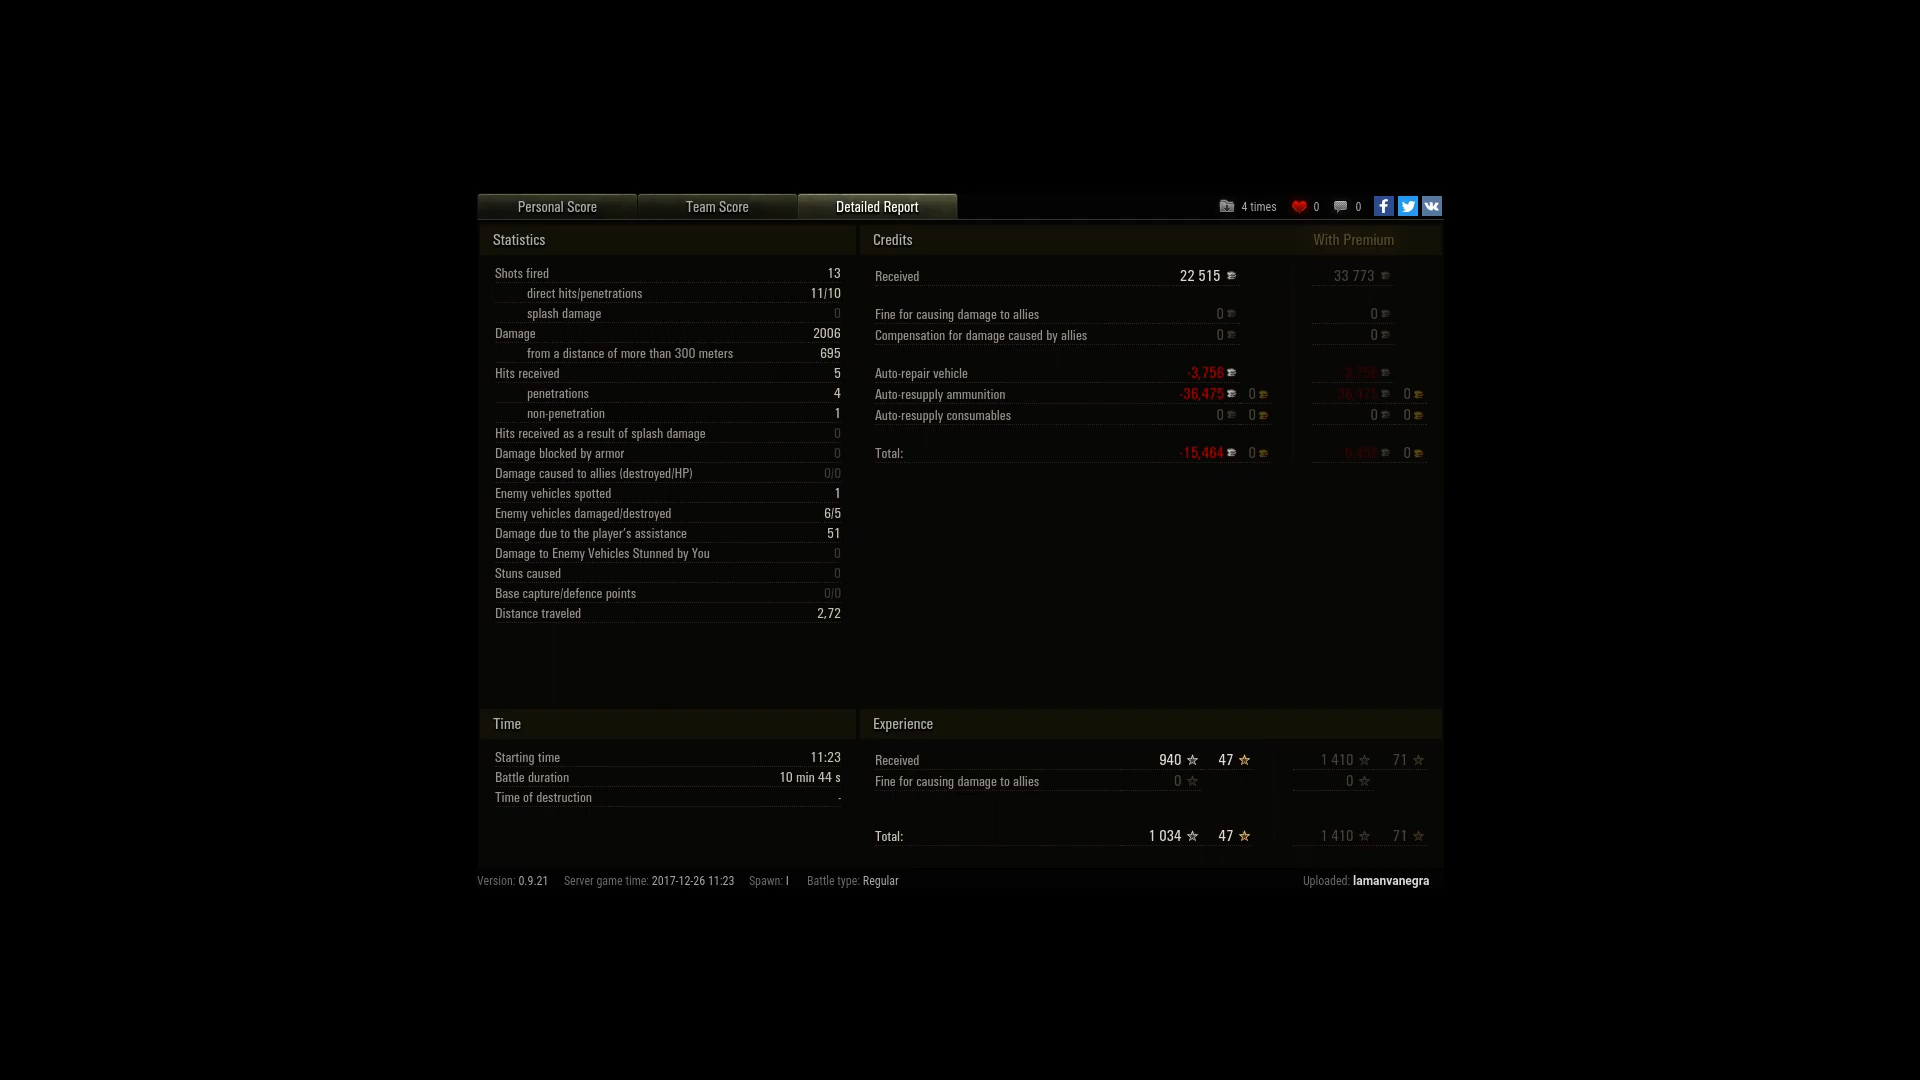 Personal Score Team Score Detailed Report 4 times 0 0
Statistics
Shots fired 13
direct hits/penetrations 11/10
splash damage 0
Damage 2006
from a distance of more than 300 meters 695
Hits received 5
penetrations 4
non-penetration 1
Hits received as a result of splash damage 0
Damage blocked by armor 0
Damage caused to allies (destroyed/HP) 0/0
Enemy vehicles spotted 1
Enemy vehicles damaged/destroyed 6/5
Damage due to the player's assistance 51
Damage to Enemy Vehicles Stunned by You 0
Stuns caused 0
Base capture/defence points 0/0
Distance traveled 2,72
Credits With Premium
Received 22 515 33 773
Fine for causing damage to allies 0 0
Compensation for damage caused by allies 0 0
Auto-repair vehicle -3,756 3,756
Auto-resupply ammunition -36,475 0 36,475 0
Auto-resupply consumables 0 0 0 0
Total: -15,464 0 6,458 0
Time
Starting time 11:23
Battle duration 10 min 44 s
Time of destruction -
Experience
Received 940 47 1 410 71
Fine for causing damage to allies 0 0
Total: 1 034 47 1 410 71
Version: 0.9.21 Server game time: 2017-12-26 11:23 Spawn: I Battle type: Regular Uploaded: lamanvanegra